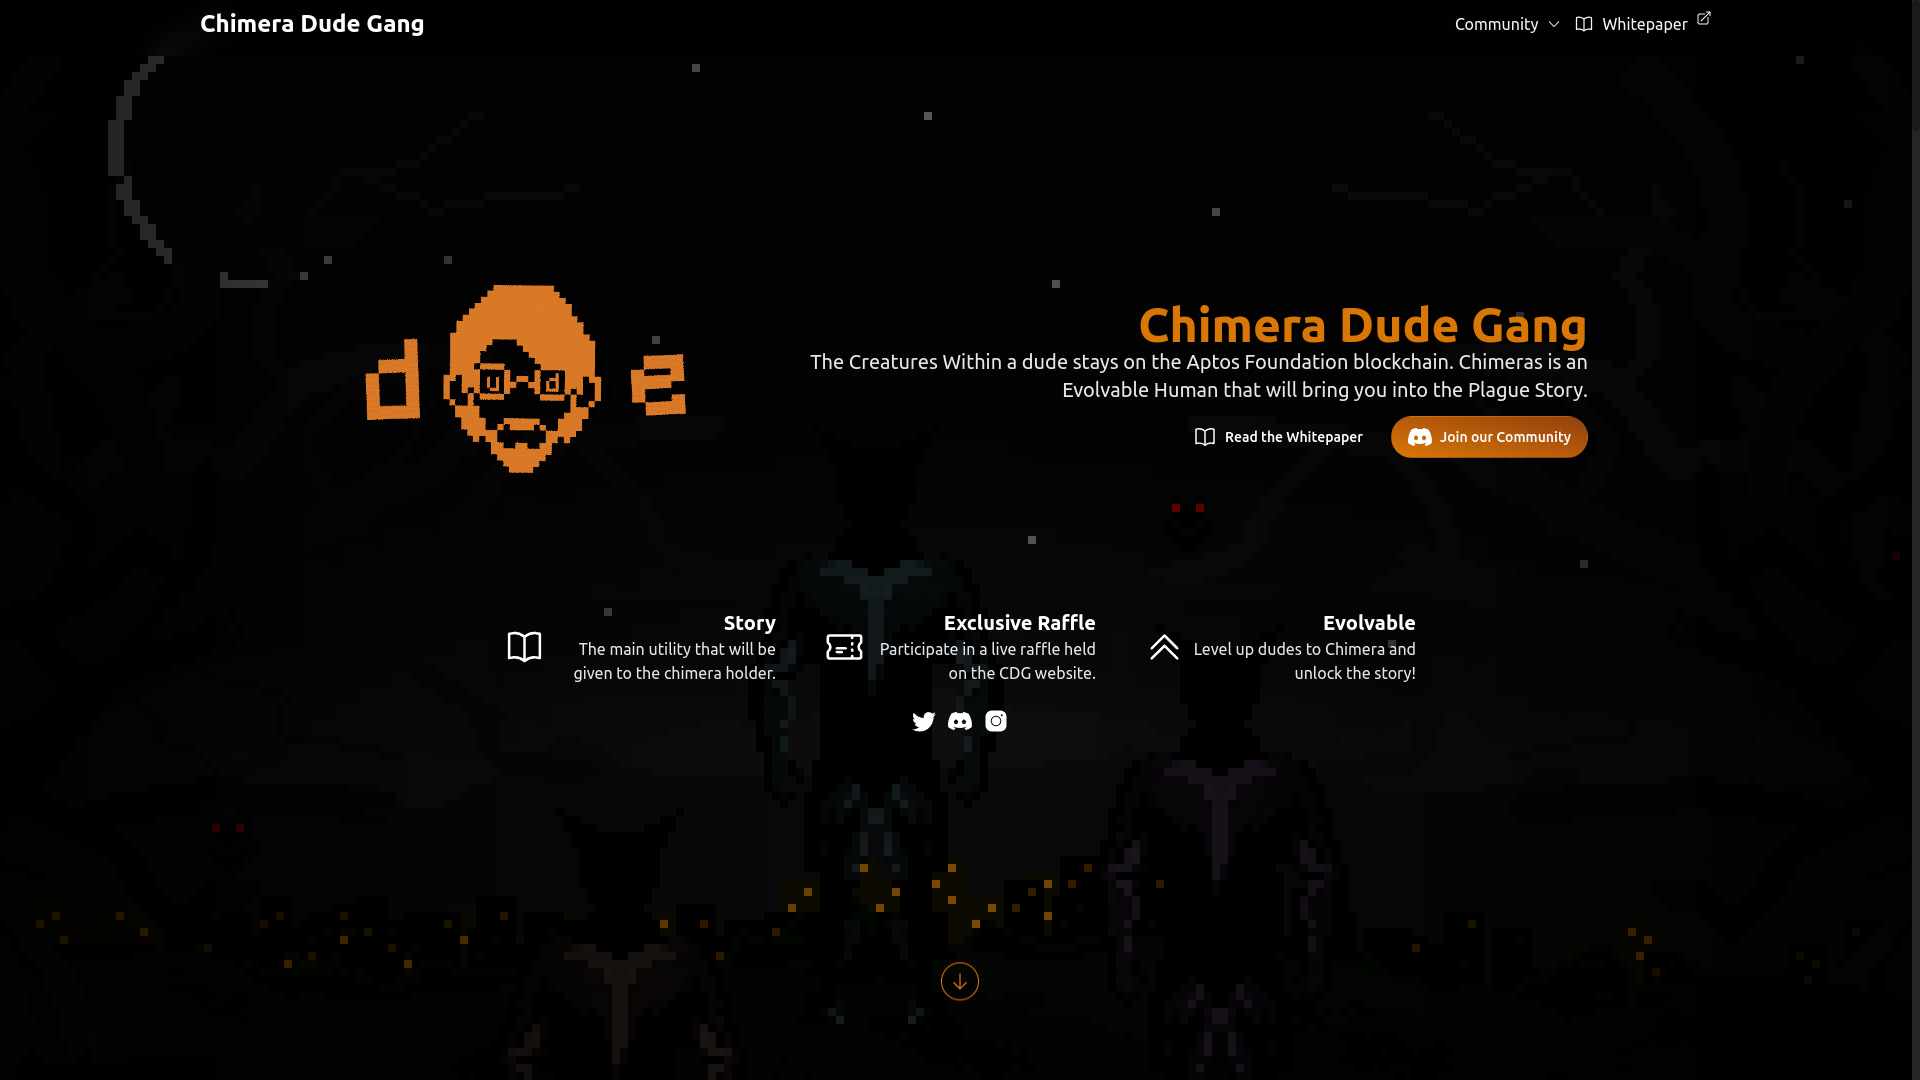 Chimera Dude Gang
Community
Whitepaper
d u d e
Chimera Dude Gang
The Creatures Within a dude stays on the Aptos Foundation blockchain. Chimeras is an
Evolvable Human that will bring you into the Plague Story.
Read the Whitepaper
Join our Community
Story
The main utility that will be
given to the chimera holder.
Exclusive Raffle
Participate in a live raffle held
on the CDG website.
Evolvable
Level up dudes to Chimera and
unlock the story!